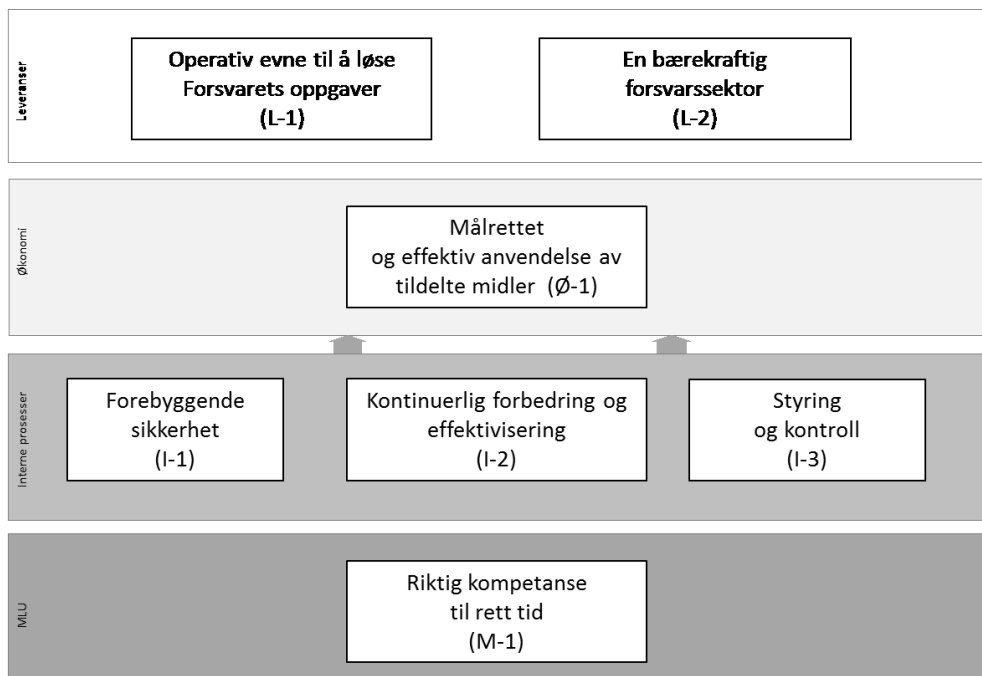 Leveranser
Operativ evne til å løse
Forsvarets oppgaver
(L-1)
En bærekraftig
forsvarssektor
(L-2)
Økonomi
Målrettet
og effektiv anvendelse av
tildelte midler (Ø-1)
Interne prosesser
Forebyggende
sikkerhet
(I-1)
Kontinuerlig forbedring og
effektivisering
(I-2)
Styring
og kontroll
(I-3)
MLU
Riktig kompetanse
til rett tid
(M-1)